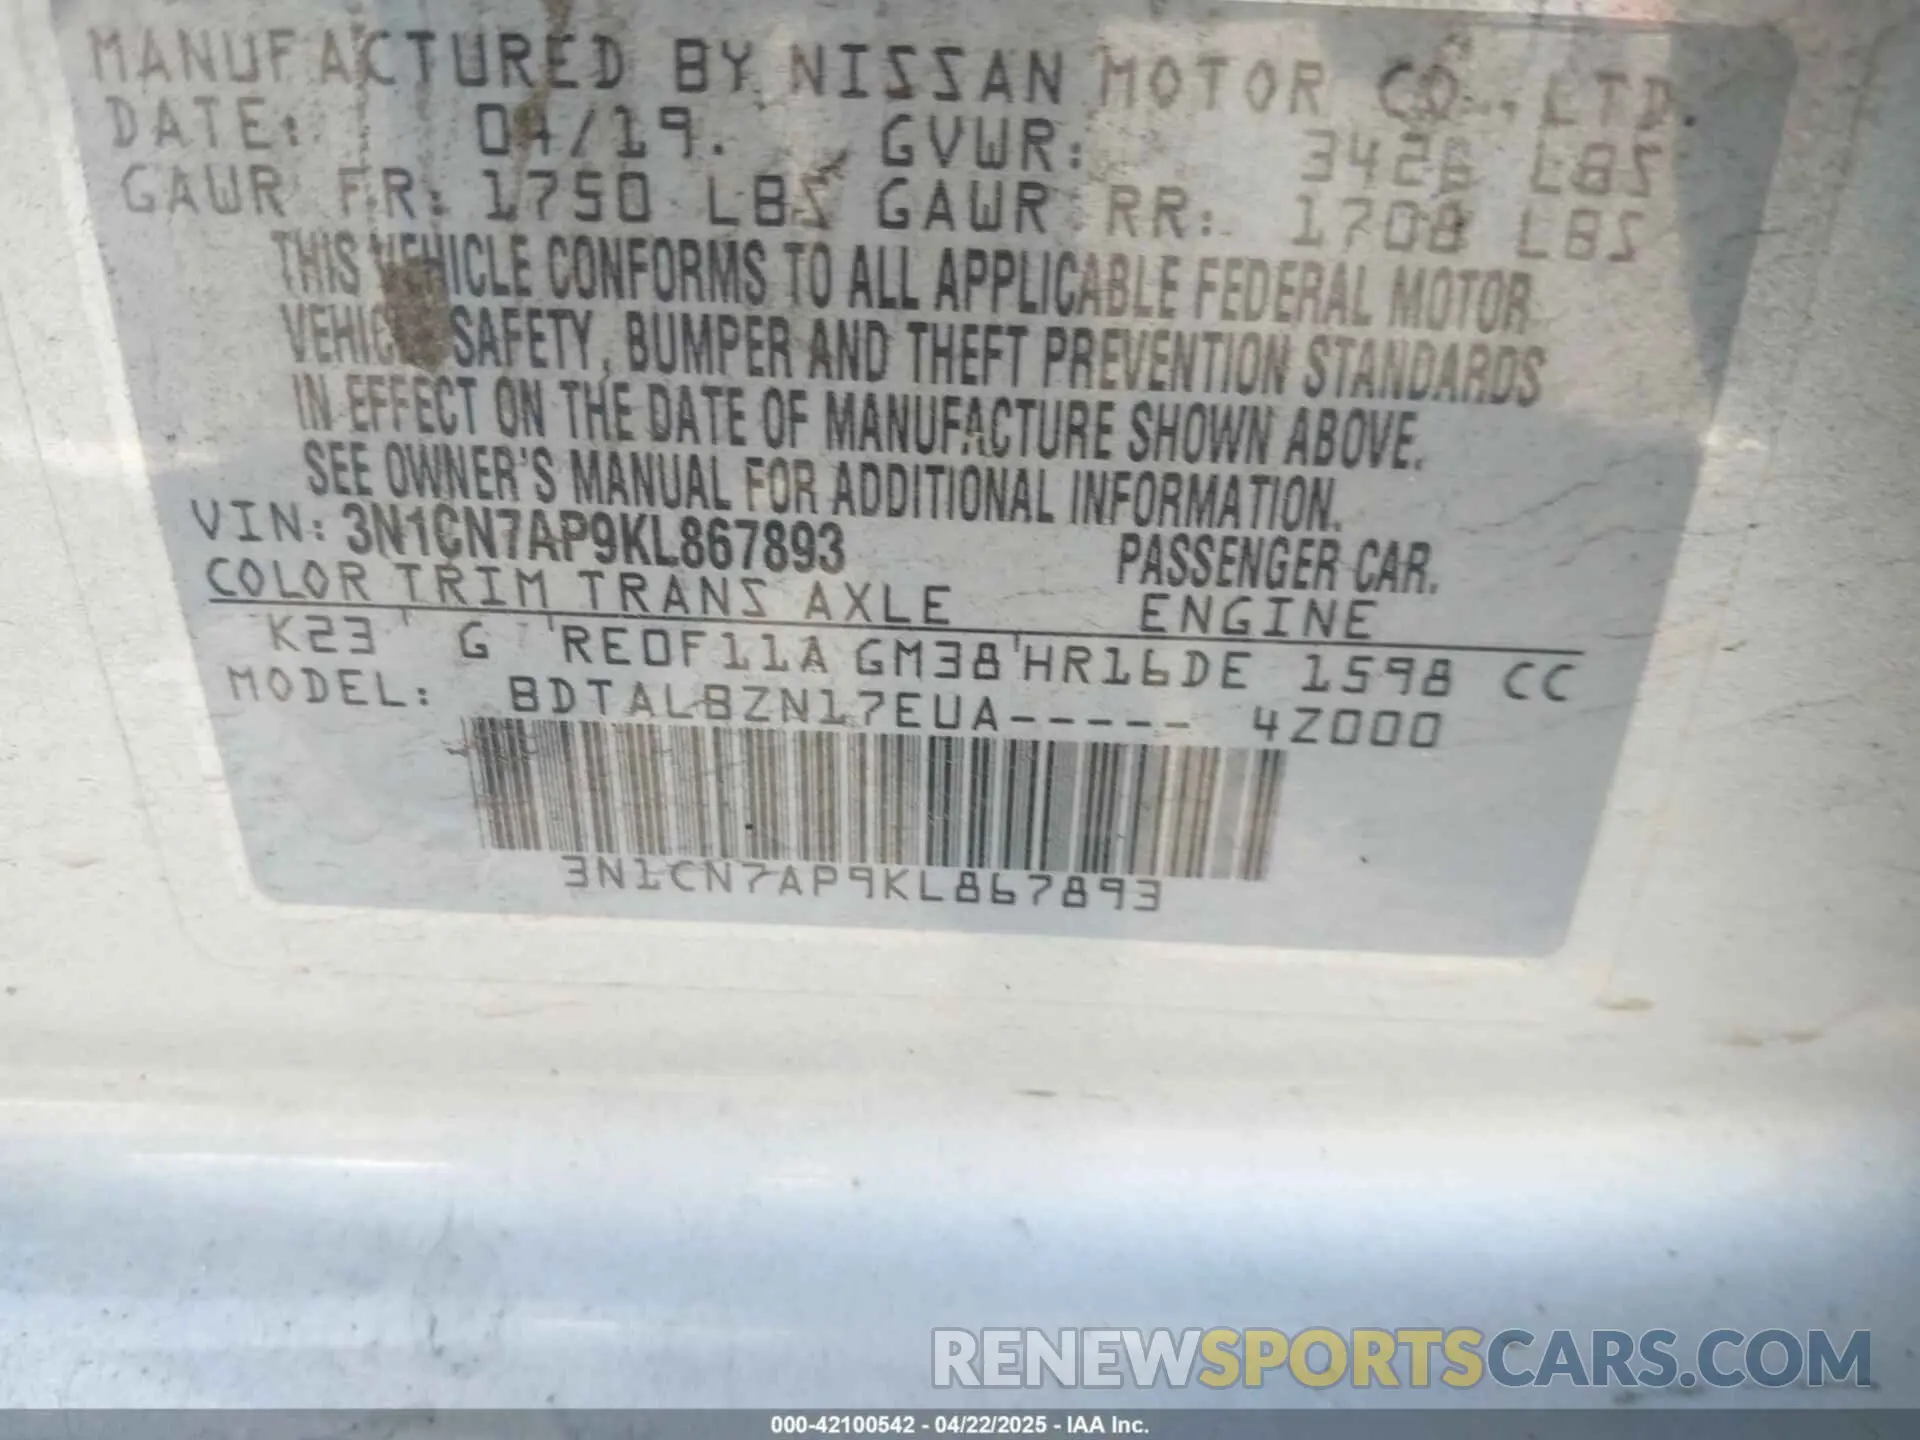 MANUFACTURED BY NISSAN MOTOR CO., LTD.
DATE: 04/19. GVWR: 3426 LBS
GAWR FR: 1750 LBS GAWR RR: 1708 LBS
THIS VEHICLE CONFORMS TO ALL APPLICABLE FEDERAL MOTOR
VEHICLE SAFETY, BUMPER AND THEFT PREVENTION STANDARDS
IN EFFECT ON THE DATE OF MANUFACTURE SHOWN ABOVE.
SEE OWNER'S MANUAL FOR ADDITIONAL INFORMATION.
VIN: 3N1CN7AP9KL867893 PASSENGER CAR.
COLOR TRIM TRANS AXLE ENGINE
K23 G RE0F11A GM38 HR16DE 1598 CC
MODEL: BDTALBZN17EUA----- 4Z000
3N1CN7AP9KL867893
RENEWSPORTSCARS.COM
000-42100542 - 04/22/2025 - IAA Inc.